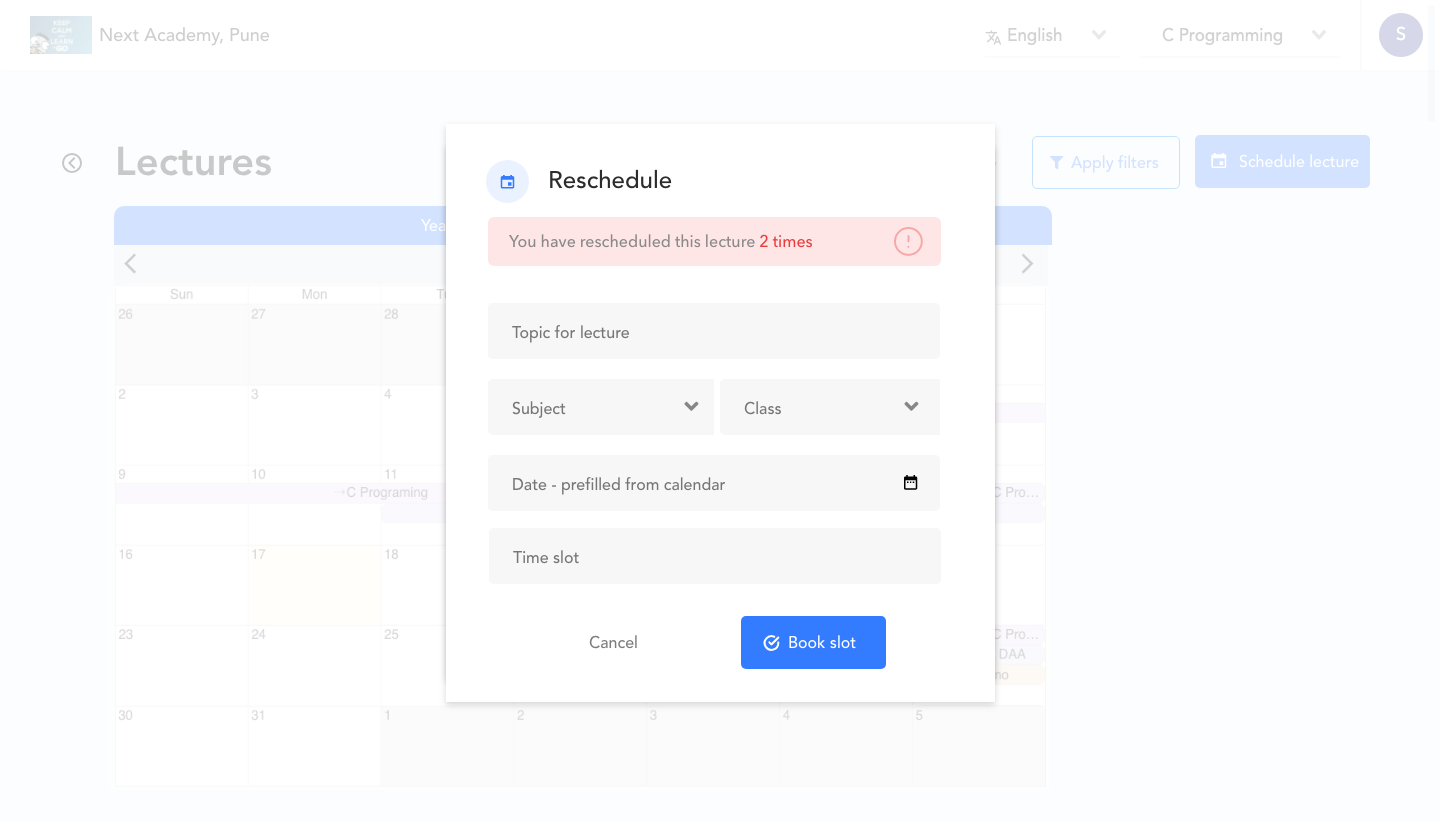 KEEP
CALM
LEARN
GO
Next Academy, Pune
English
C Programming
S
Lectures
Apply filters
Schedule lecture
Yea
Reschedule
You have rescheduled this lecture 2 times
Sun
Mon
26
27
28
Topic for lecture
2
3
4
Subject
Class
9
10
11
C Programing
C Pro...
Date - prefilled from calendar
16
17
18
Time slot
23
24
25
C Pro...
DAA
Cancel
Book slot
30
31
1
2
3
4
5